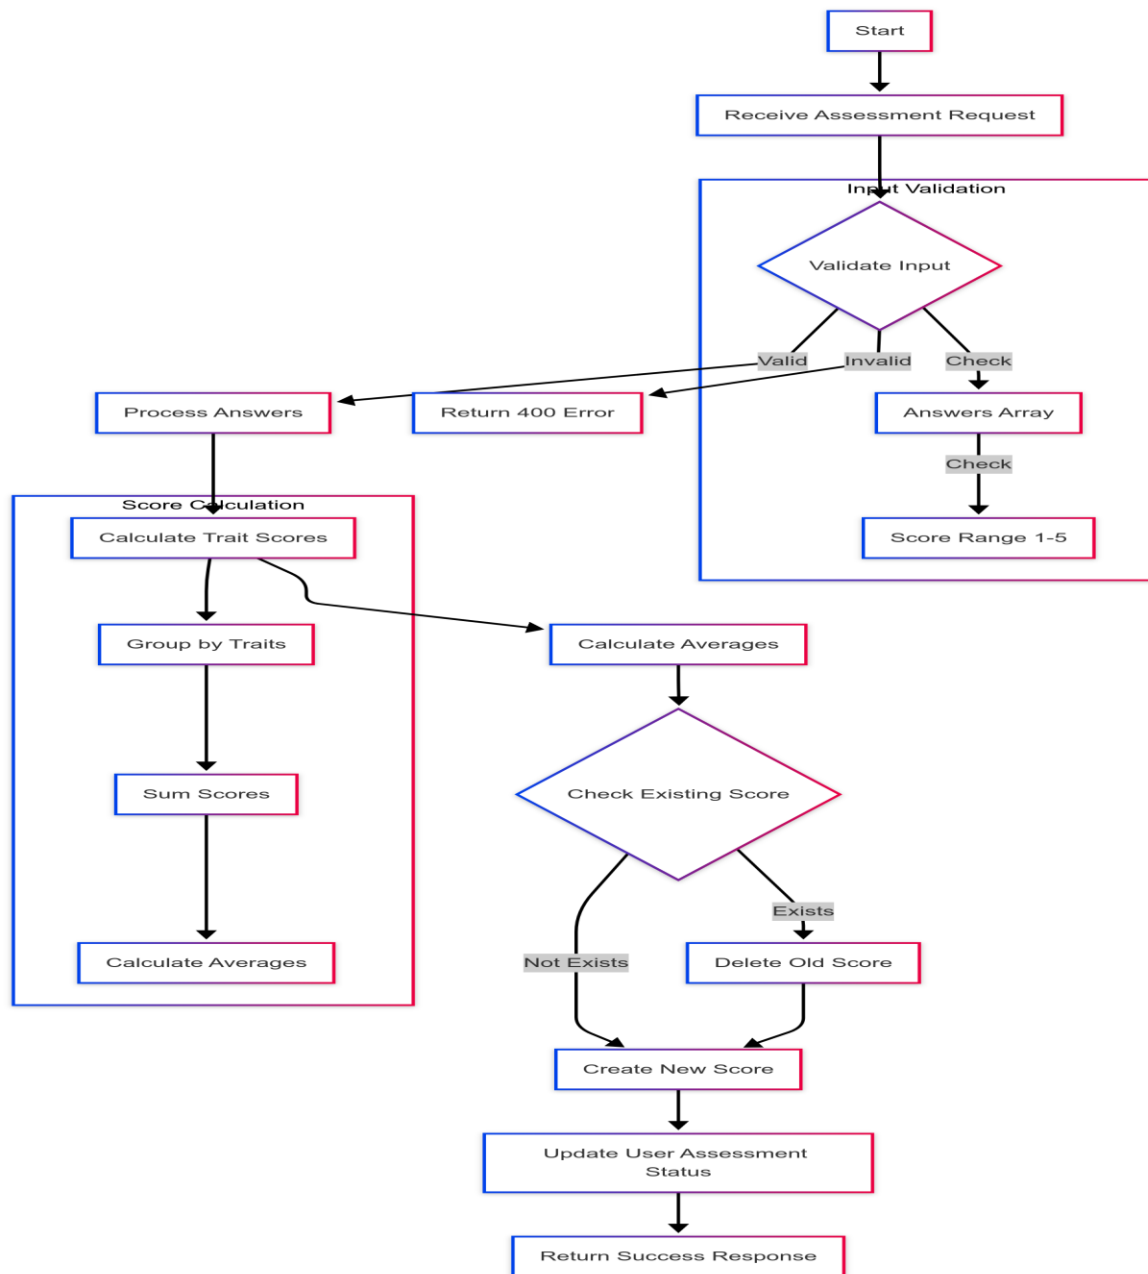 Start
Receive Assessment Request
Input Validation
Validate Input
Valid
Invalid
Check
Process Answers
Return 400 Error
Answers Array
Check
Score Calculation
Calculate Trait Scores
Score Range 1-5
Group by Traits
Calculate Averages
Sum Scores
Check Existing Score
Exists
Not Exists
Calculate Averages
Delete Old Score
Create New Score
Update User Assessment
Status
Return Success Response